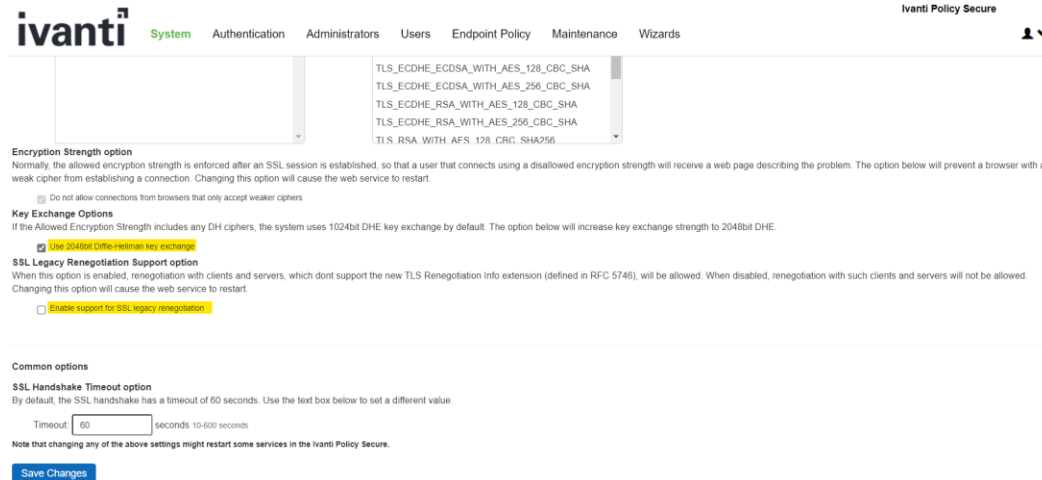 Ivanti Policy Secure
ivanti
System Authentication Administrators Users Endpoint Policy Maintenance Wizards
TLS_ECDHE_ECDSA_WITH_AES_128_CBC_SHA
TLS_ECDHE_ECDSA_WITH_AES_256_CBC_SHA
TLS_ECDHE_RSA_WITH_AES_128_CBC_SHA
TLS_ECDHE_RSA_WITH_AES_256_CBC_SHA
TLS_RSA_WITH_AES_128_CBC_SHA256
Encryption Strength option
Normally, the allowed encryption strength is enforced after an SSL session is established, so that a user that connects using a disallowed encryption strength will receive a web page describing the problem. The option below will prevent a browser with a
weak cipher from establishing a connection. Changing this option will cause the web service to restart.
Do not allow connections from browsers that only accept weaker ciphers
Key Exchange Options
If the Allowed Encryption Strength includes any DH ciphers, the system uses 1024bit DHE key exchange by default. The option below will increase key exchange strength to 2048bit DHE.
Use 2048bit Diffie-Hellman key exchange
SSL Legacy Renegotiation Support option
When this option is enabled, renegotiation with clients and servers, which dont support the new TLS Renegotiation Info extension (defined in RFC 5746), will be allowed. When disabled, renegotiation with such clients and servers will not be allowed.
Changing this option will cause the web service to restart.
Enable support for SSL legacy renegotiation
Common options
SSL Handshake Timeout option
By default, the SSL handshake has a timeout of 60 seconds. Use the text box below to set a different value.
Timeout: 60 seconds 10-600 seconds
Note that changing any of the above settings might restart some services in the Ivanti Policy Secure.
Save Changes